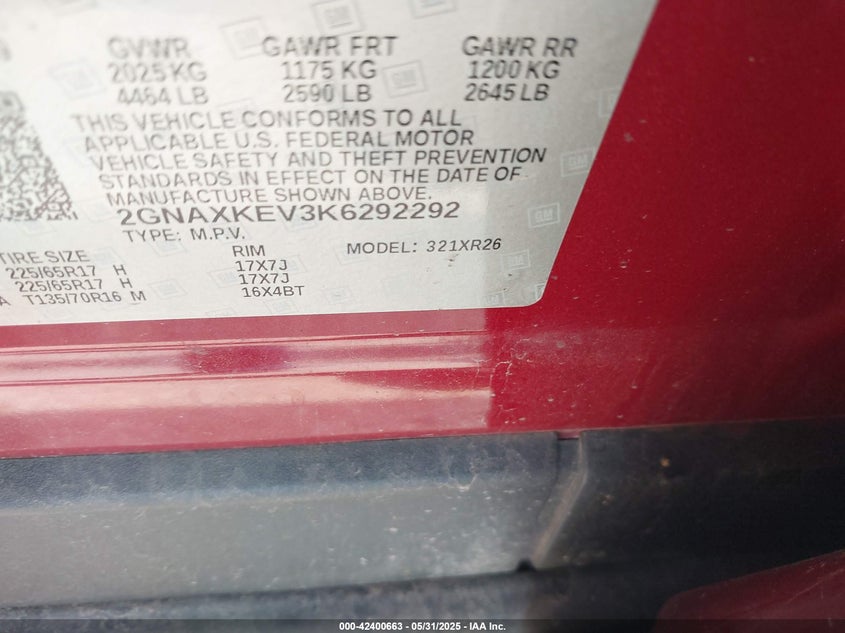 GVWR GAWR FRT GAWR RR
2025 KG 1175 KG 1200 KG
4464 LB 2590 LB 2645 LB
THIS VEHICLE CONFORMS TO ALL
APPLICABLE U.S. FEDERAL MOTOR
VEHICLE SAFETY AND THEFT PREVENTION
STANDARDS IN EFFECT ON THE DATE OF
MANUFACTURE SHOWN ABOVE.
2GNAXKEV3K6292292
TYPE: M.P.V. MODEL: 321XR26
TIRE SIZE RIM
225/65R17 H 17X7J
225/65R17 H 17X7J
A T135/70R16 M 16X4BT
000-42400663 - 05/31/2025 - IAA Inc.